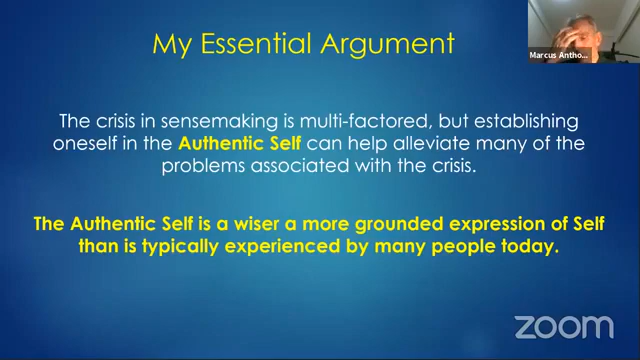 My Essential Argument
Marcus Antho...
The crisis in sensemaking is multi-factored, but establishing
oneself in the Authentic Self can help alleviate many of the
problems associated with the crisis.
The Authentic Self is a wiser a more grounded expression of Self
than is typically experienced by many people today.
zoom